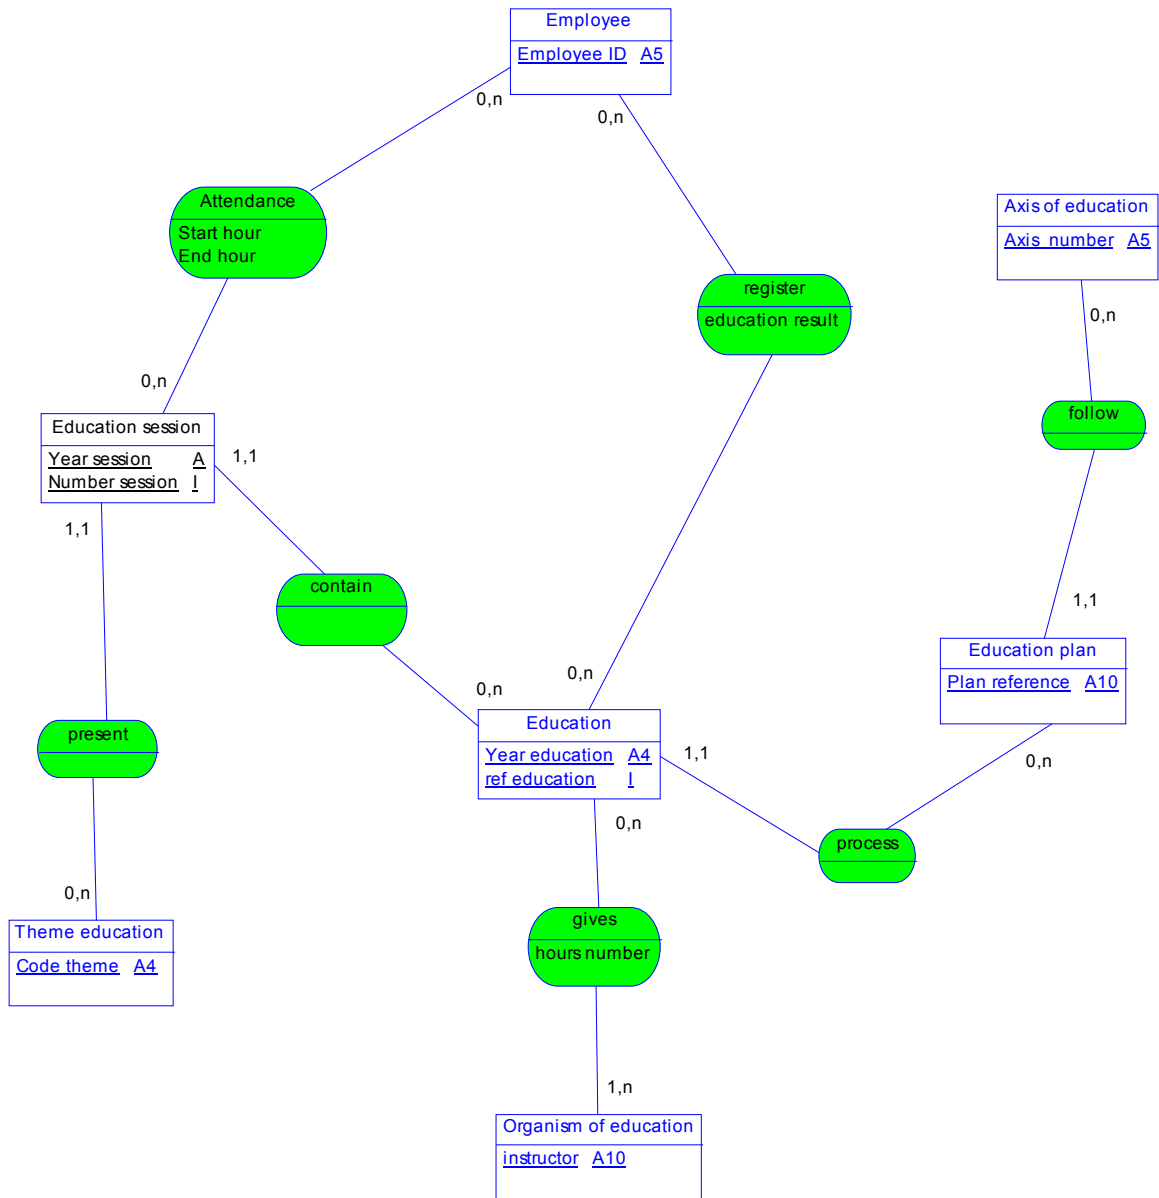 Employee
Employee ID A5
0,n
0,n
Attendance
Start hour
End hour
Axis of education
Axis number A5
register
education result
0,n
0,n
follow
Education session
Year session A
Number session I
1,1
1,1
contain
1,1
Education plan
Plan reference A10
0,n
0,n
Education
Year education A4
ref education I
1,1
0,n
present
0,n
process
0,n
Theme education
Code theme A4
gives
hours number
1,n
Organism of education
instructor A10